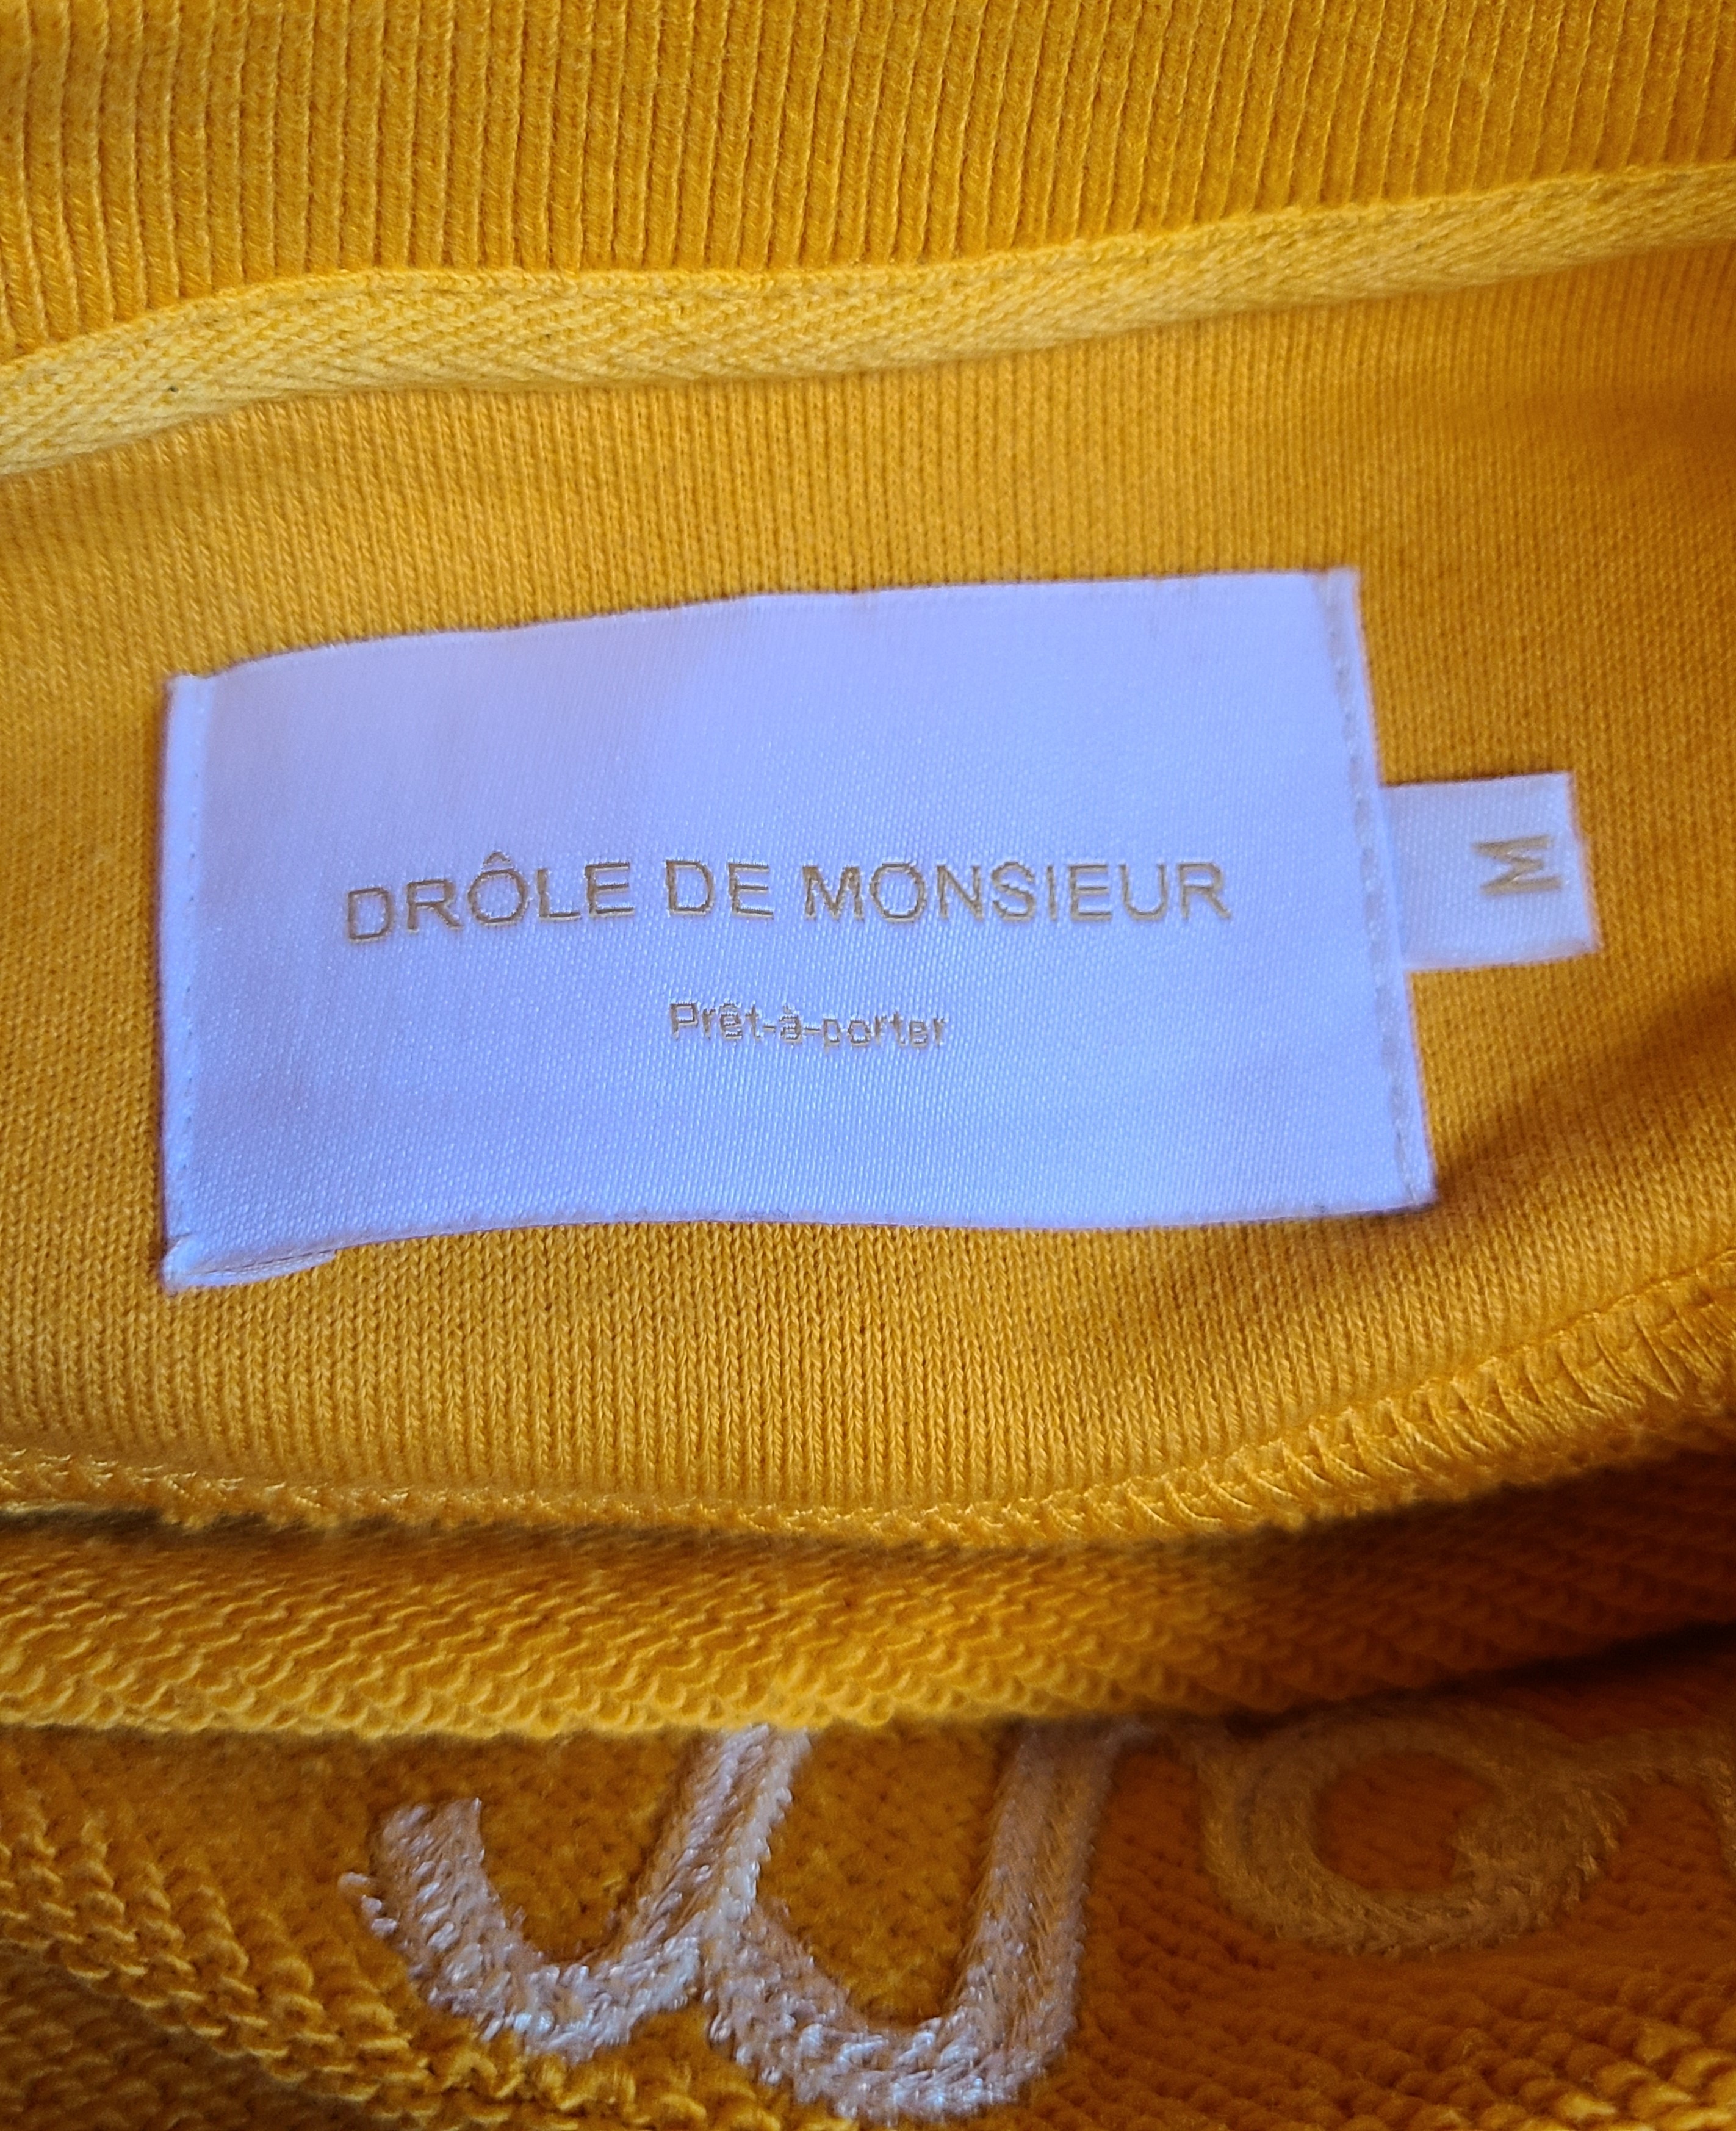 DRÔLE DE MONSIEUR
Prêt-à-porter
M